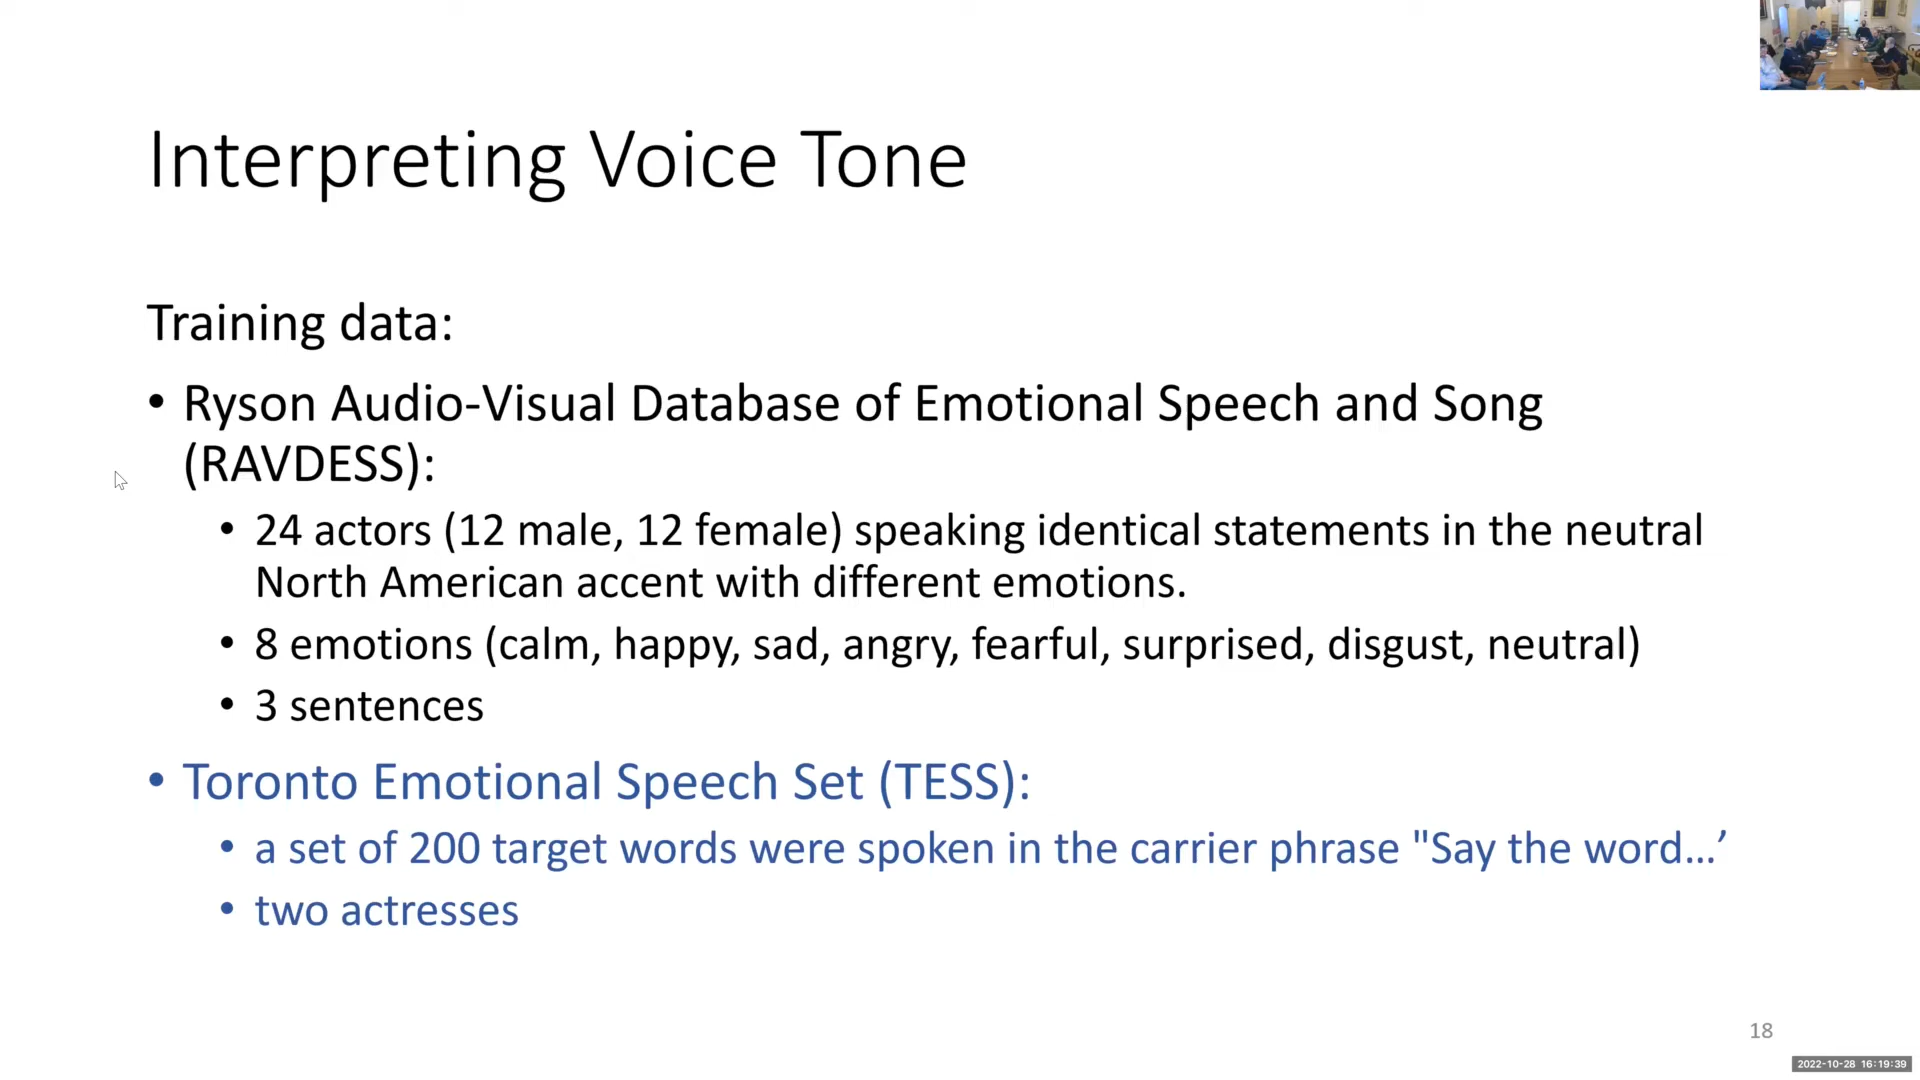 Interpreting Voice Tone
Training data:
• Ryson Audio-Visual Database of Emotional Speech and Song
(RAVDESS):
• 24 actors (12 male, 12 female) speaking identical statements in the neutral
North American accent with different emotions.
• 8 emotions (calm, happy, sad, angry, fearful, surprised, disgust, neutral)
• 3 sentences
• Toronto Emotional Speech Set (TESS):
• a set of 200 target words were spoken in the carrier phrase "Say the word...’
• two actresses
18
2022-10-28 16:19:39